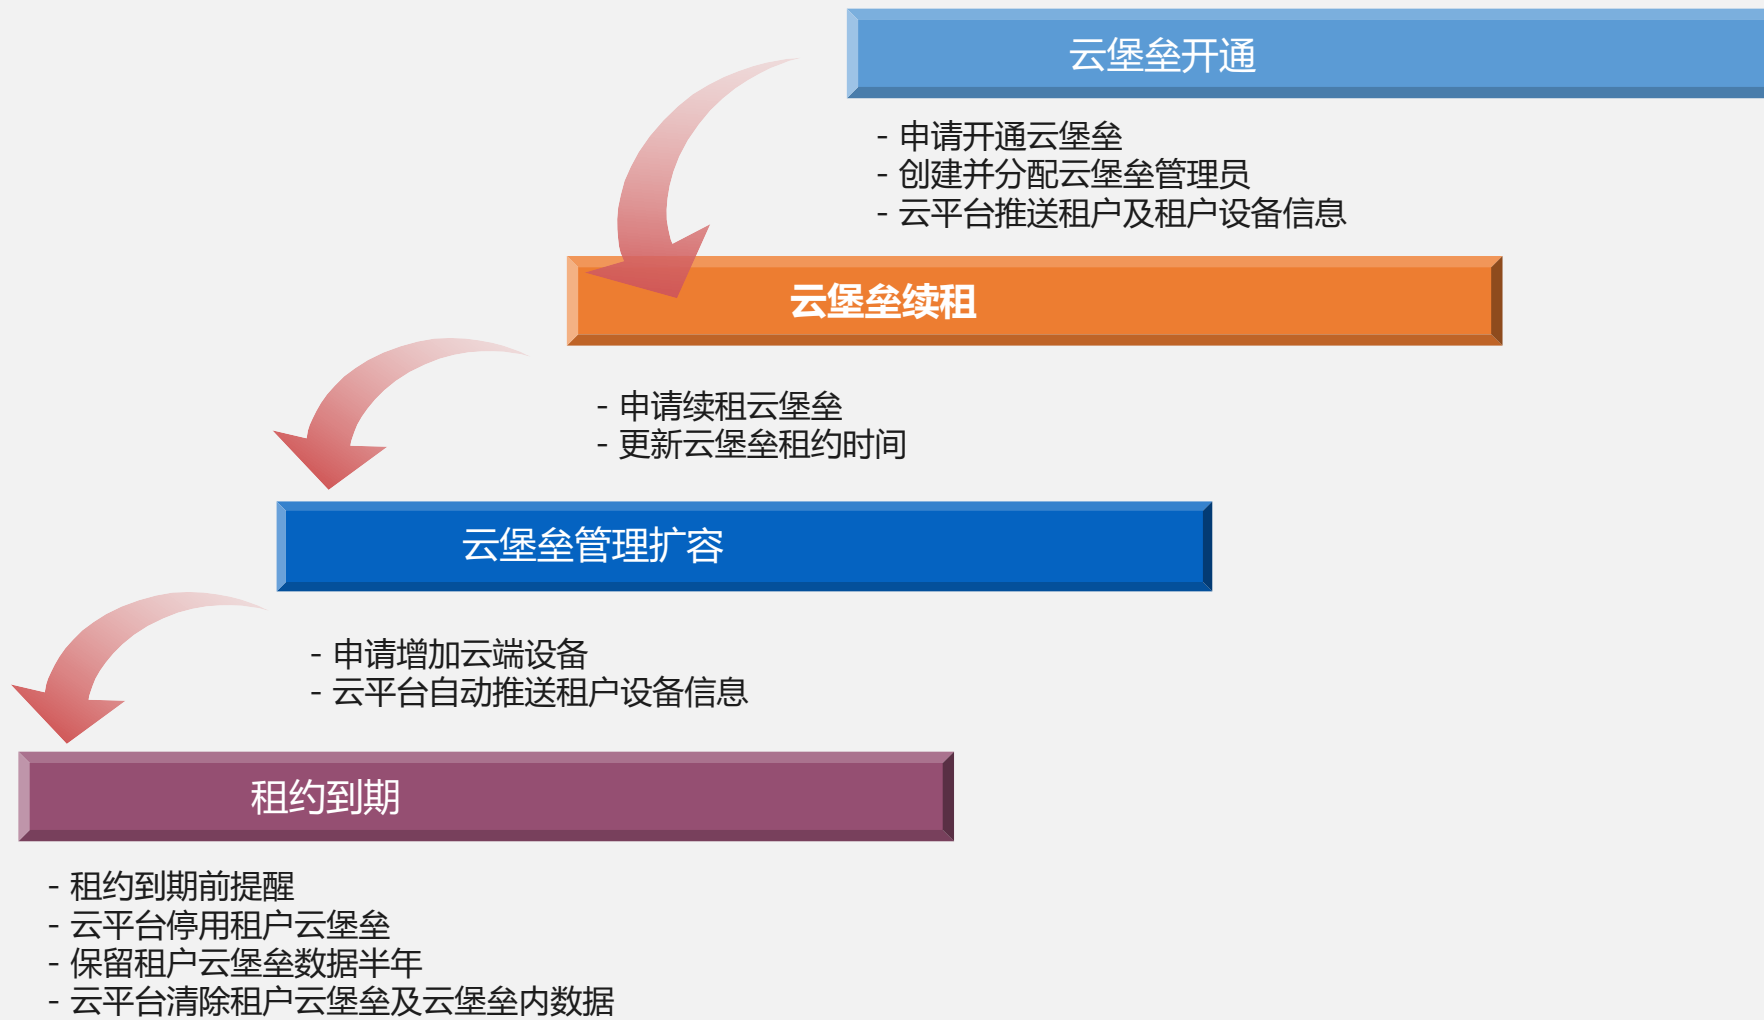 云堡垒开通
- 申请开通云堡垒
- 创建并分配云堡垒管理员
- 云平台推送租户及租户设备信息
云堡垒续租
- 申请续租云堡垒
- 更新云堡垒租约时间
云堡垒管理扩容
- 申请增加云端设备
- 云平台自动推送租户设备信息
租约到期
- 租约到期前提醒
- 云平台停用租户云堡垒
- 保留租户云堡垒数据半年
- 云平台清除租户云堡垒及云堡垒内数据